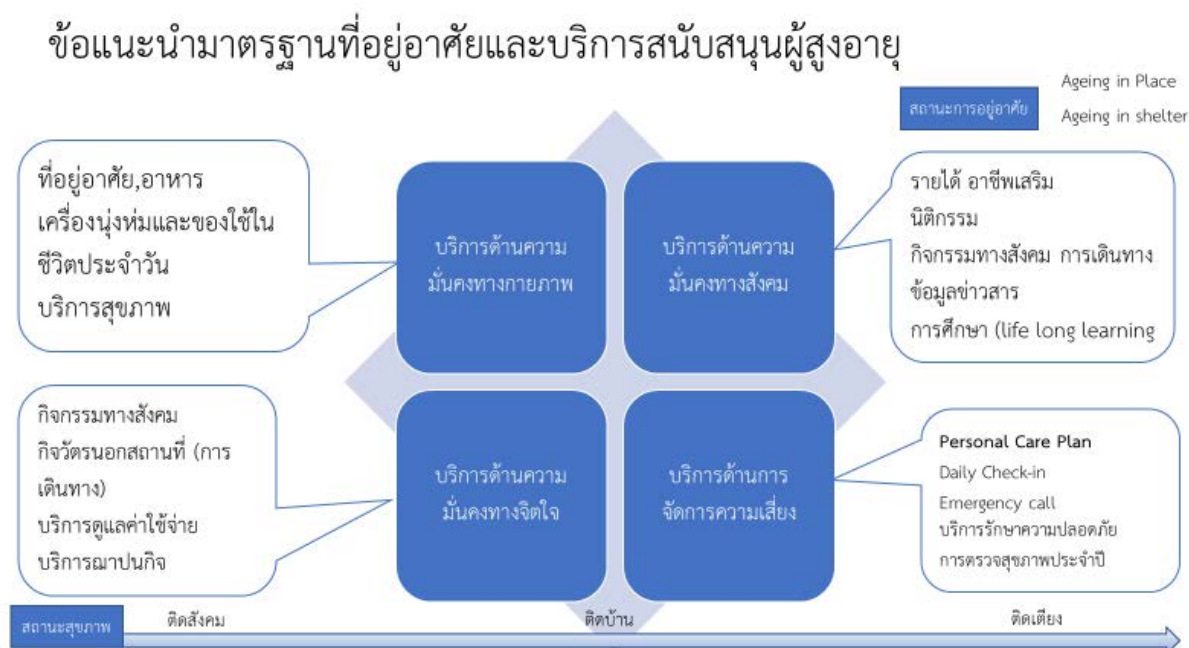 ข้อแนะนำมาตรฐานที่อยู่อาศัยและบริการสนับสนุนผู้สูงอายุ
สถานะการอยู่อาศัย
Ageing in Place
Ageing in shelter
ที่อยู่อาศัย,อาหาร
เครื่องนุ่งห่มและของใช้ใน
ชีวิตประจำวัน
บริการสุขภาพ
บริการด้านความ
มั่นคงทางกายภาพ
บริการด้านความ
มั่นคงทางสังคม
รายได้ อาชีพเสริม
นิติกรรม
กิจกรรมทางสังคม การเดินทาง
ข้อมูลข่าวสาร
การศึกษา (life long learning
กิจกรรมทางสังคม
กิจวัตรนอกสถานที่ (การ
เดินทาง)
บริการดูแลค่าใช้จ่าย
บริการฌาปนกิจ
บริการด้านความ
มั่นคงทางจิตใจ
บริการด้านการ
จัดการความเสี่ยง
Personal Care Plan
Daily Check-in
Emergency call
บริการรักษาความปลอดภัย
การตรวจสุขภาพประจำปี
สถานะสุขภาพ
ติดสังคม
ติดบ้าน
ติดเตียง